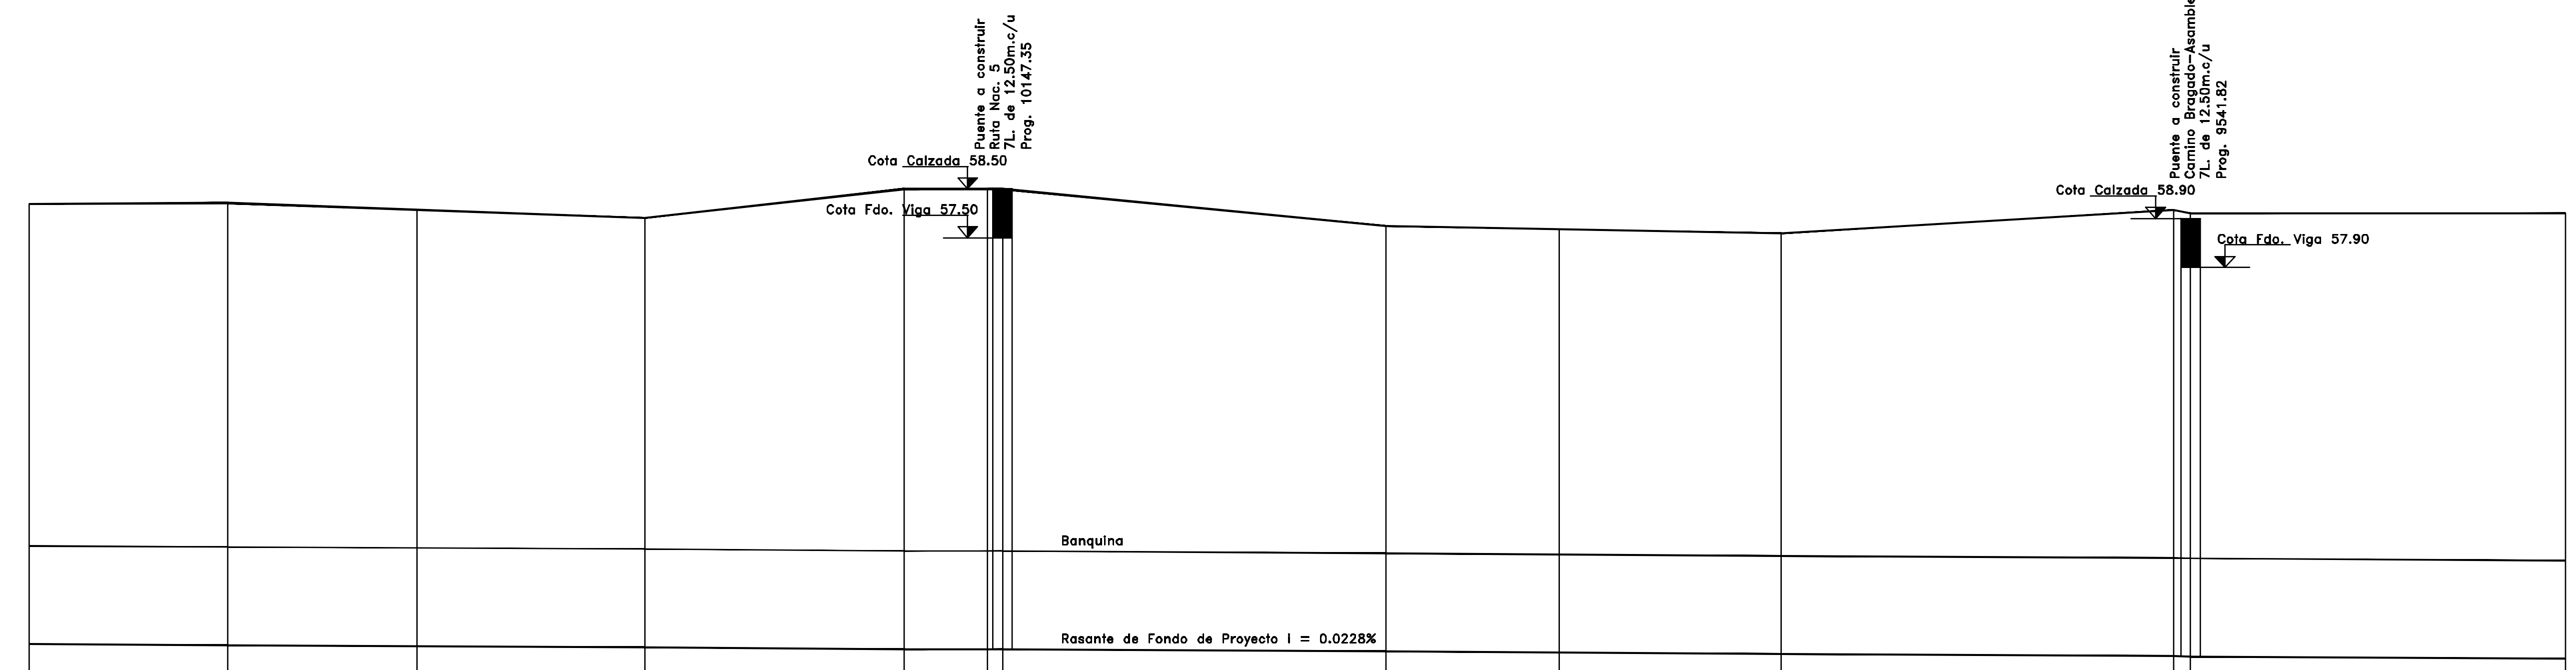 Puente a construir
Ruta Nac. 5
7L. de 12.50m.c/u
Prog. 10147.35
Cota Calzada 58.50
Cota Fdo. Viga 57.50
Puente a construir
Camino Bragado-Asamble
7L. de 12.50m.c/u
Prog. 9541.82
Cota Calzada 58.90
Cota Fdo. Viga 57.90
Banquina
Rasante de Fondo de Proyecto I = 0.0228%